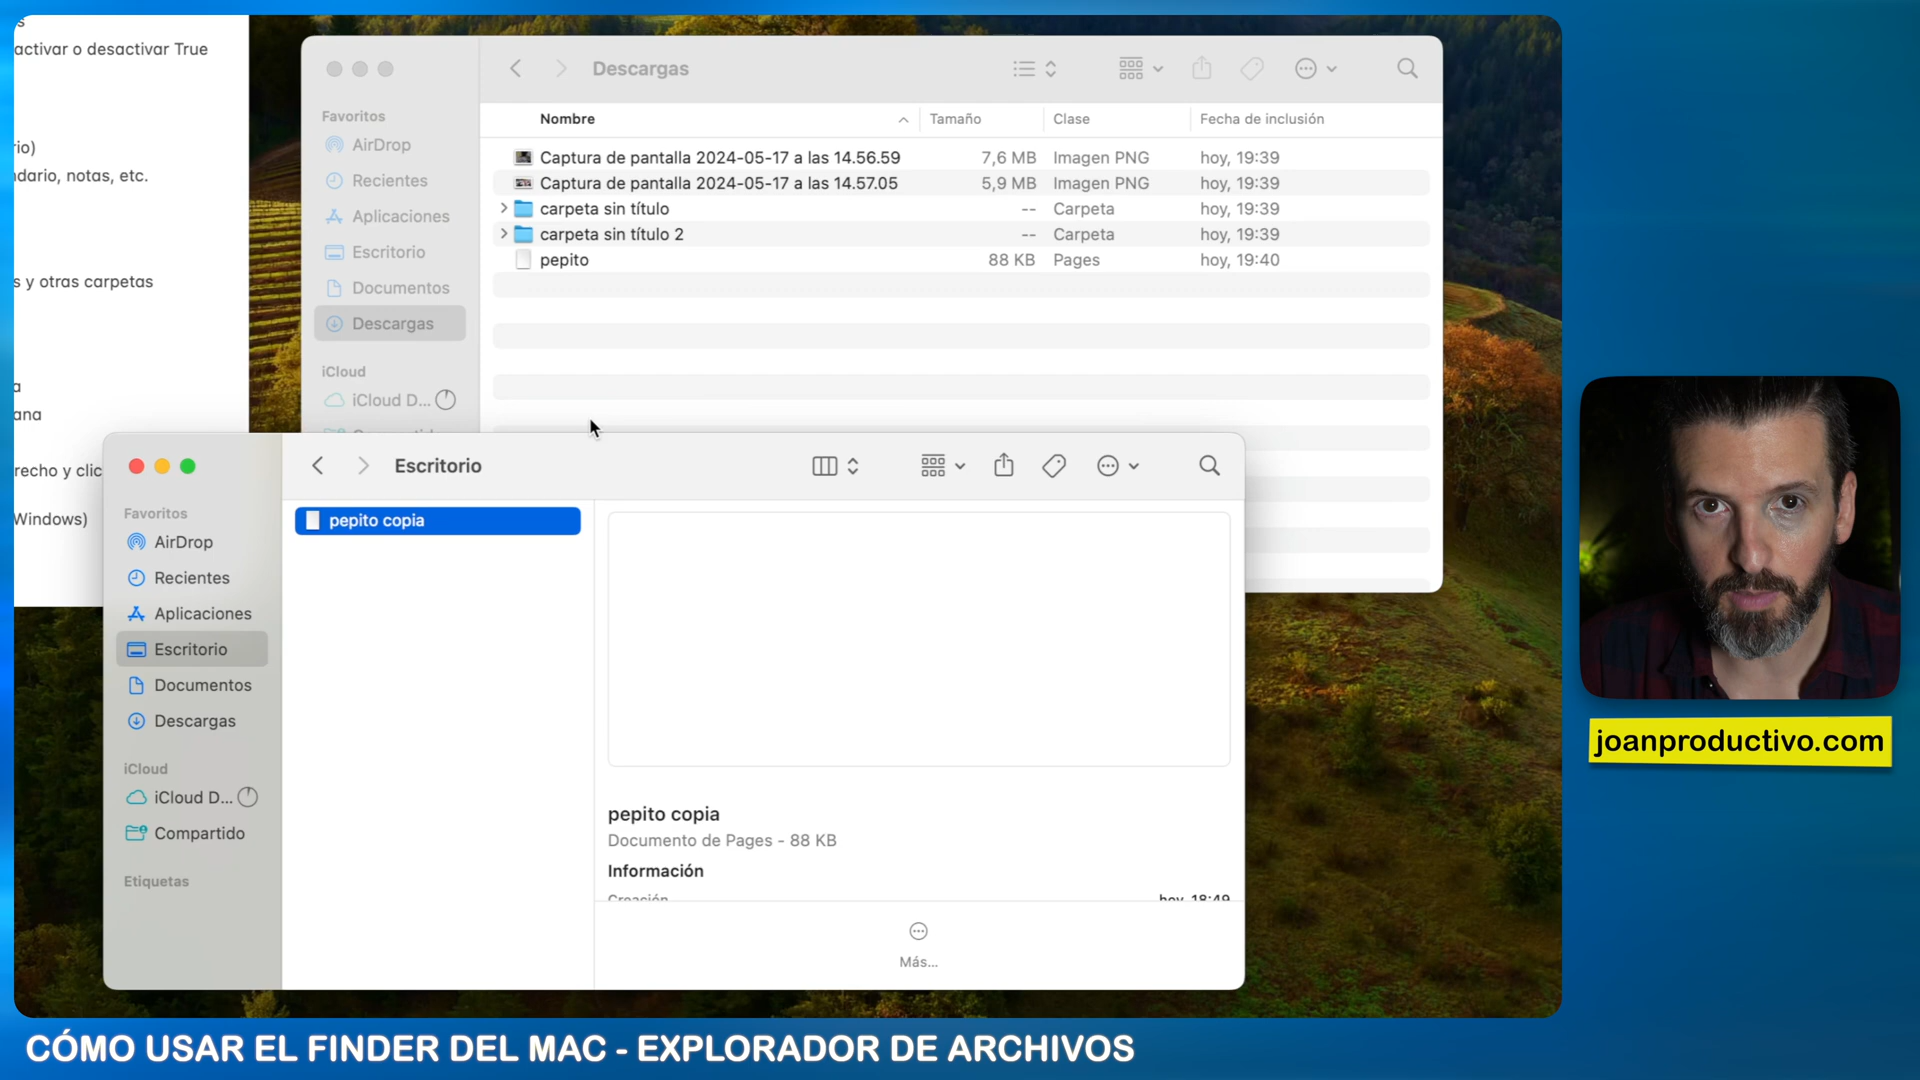 activar o desactivar True
ndario, notas, etc.
s y otras carpetas
recho y clic
Windows)
Descargas
Favoritos
AirDrop
Recientes
Aplicaciones
Escritorio
Documentos
Descargas
iCloud
iCloud D...
Nombre Tamaño Clase Fecha de inclusión
Captura de pantalla 2024-05-17 a las 14.56.59 7,6 MB Imagen PNG hoy, 19:39
Captura de pantalla 2024-05-17 a las 14.57.05 5,9 MB Imagen PNG hoy, 19:39
carpeta sin título -- Carpeta hoy, 19:39
carpeta sin título 2 -- Carpeta hoy, 19:39
pepito 88 KB Pages hoy, 19:40
Escritorio
Favoritos
AirDrop
Recientes
Aplicaciones
Escritorio
Documentos
Descargas
iCloud
iCloud D...
Compartido
Etiquetas
pepito copia
pepito copia
Documento de Pages - 88 KB
Información
Creación hoy, 18:49
Más...
joanproductivo.com
CÓMO USAR EL FINDER DEL MAC - EXPLORADOR DE ARCHIVOS